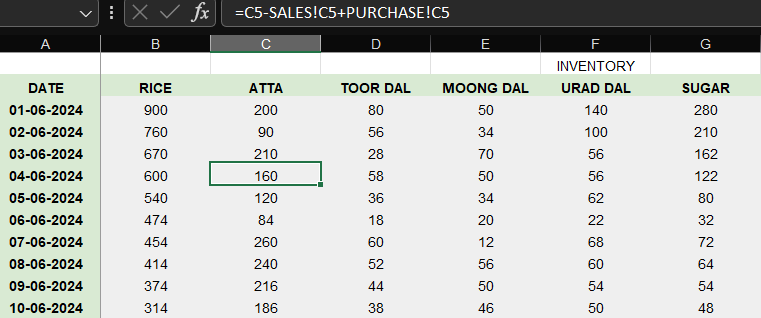 fx =C5-SALES!C5+PURCHASE!C5
A B C D E F G
INVENTORY
DATE RICE ATTA TOOR DAL MOONG DAL URAD DAL SUGAR
01-06-2024 900 200 80 50 140 280
02-06-2024 760 90 56 34 100 210
03-06-2024 670 210 28 70 56 162
04-06-2024 600 160 58 50 56 122
05-06-2024 540 120 36 34 62 80
06-06-2024 474 84 18 20 22 32
07-06-2024 454 260 60 12 68 72
08-06-2024 414 240 52 56 60 64
09-06-2024 374 216 44 50 54 54
10-06-2024 314 186 38 46 50 48